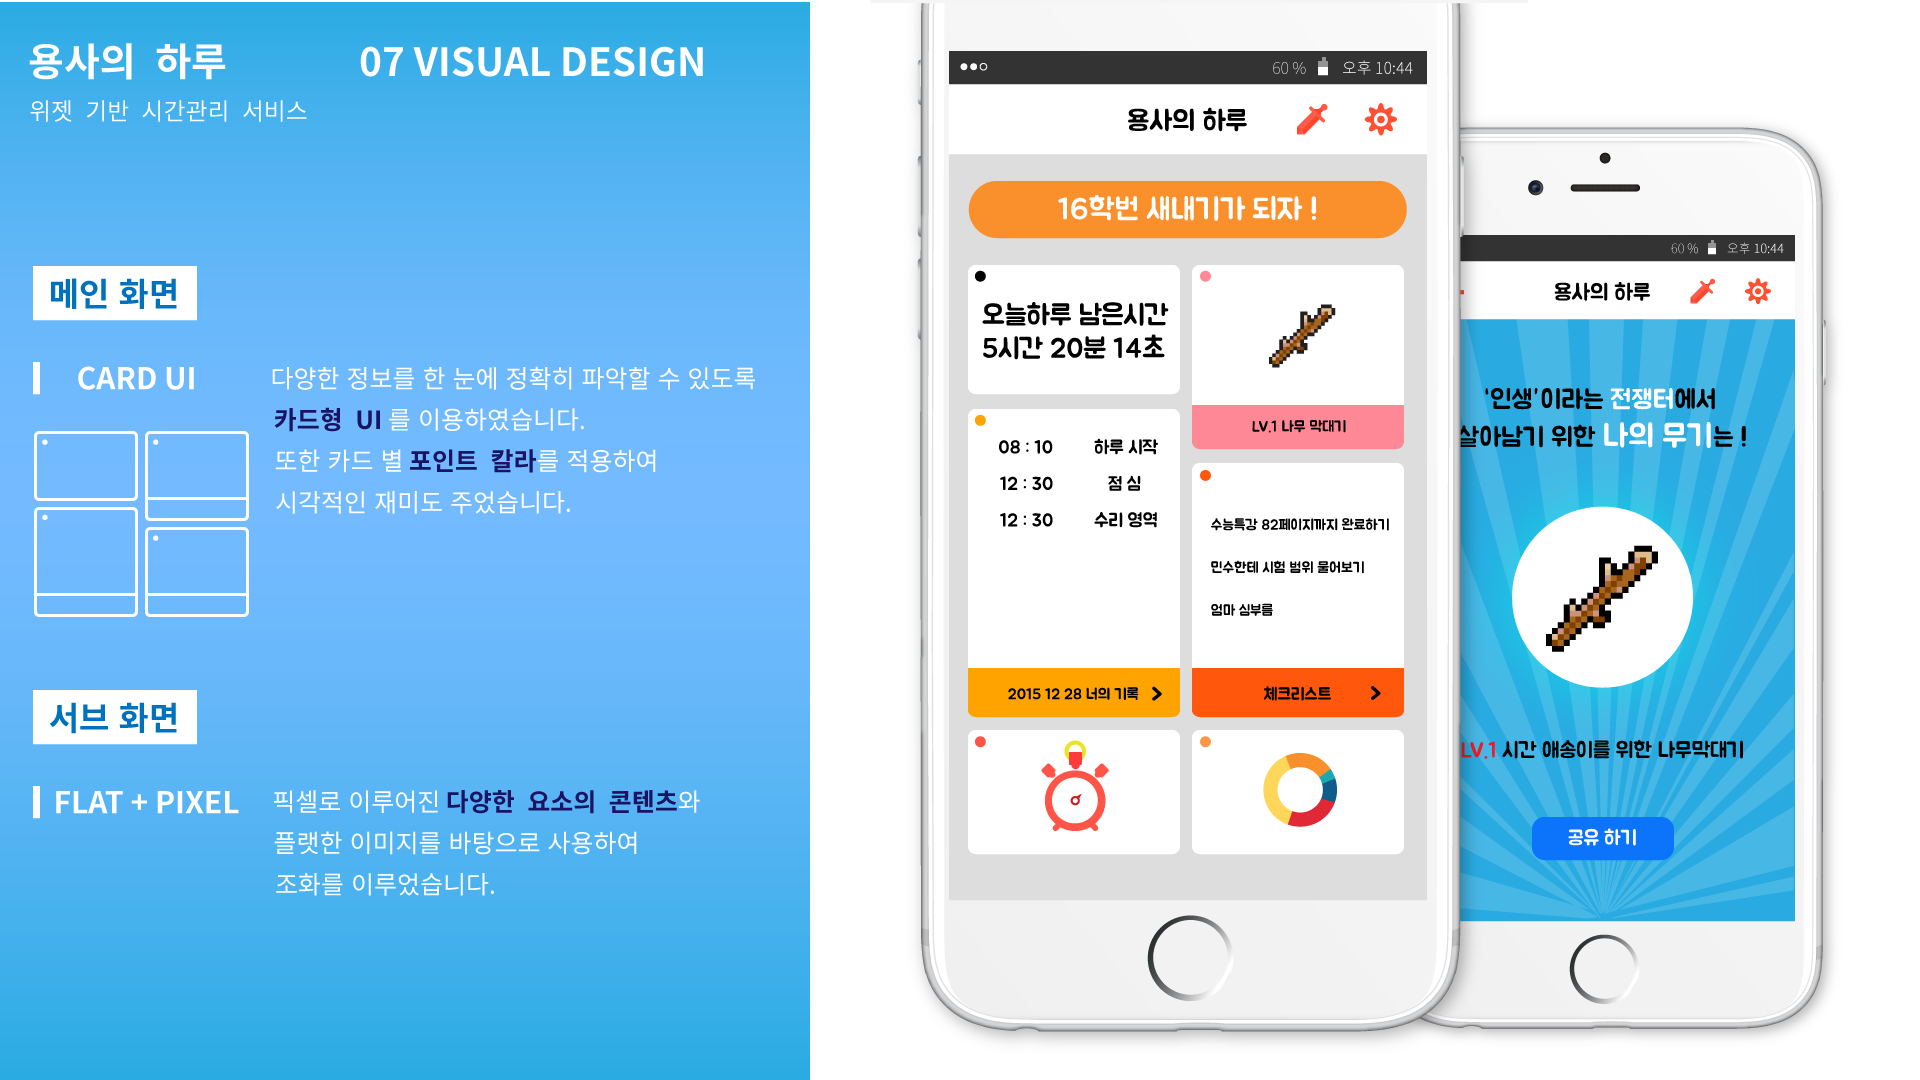 용사의 하루
07 VISUAL DESIGN
위젯 기반 시간관리 서비스
메인 화면
CARD UI
다양한 정보를 한 눈에 정확히 파악할 수 있도록
카드형 UI 를 이용하였습니다.
또한 카드 별 포인트 칼라를 적용하여
시각적인 재미도 주었습니다.
서브 화면
FLAT + PIXEL
픽셀로 이루어진 다양한 요소의 콘텐츠와
플랫한 이미지를 바탕으로 사용하여
조화를 이루었습니다.
60 % 오후 10:44
용사의 하루
16학번 새내기가 되자 !
오늘하루 남은시간
5시간 20분 14초
LV.1 나무 막대기
08 : 10 하루 시작
12 : 30 점 심
12 : 30 수리 영역
2015 12 28 너의 기록
수능특강 82페이지까지 완료하기
민수한테 시험 범위 물어보기
엄마 심부름
체크리스트
60 % 오후 10:44
용사의 하루
'인생'이라는 전쟁터에서
살아남기 위한 나의 무기는 !
LV.1 시간 애송이를 위한 나무막대기
공유 하기